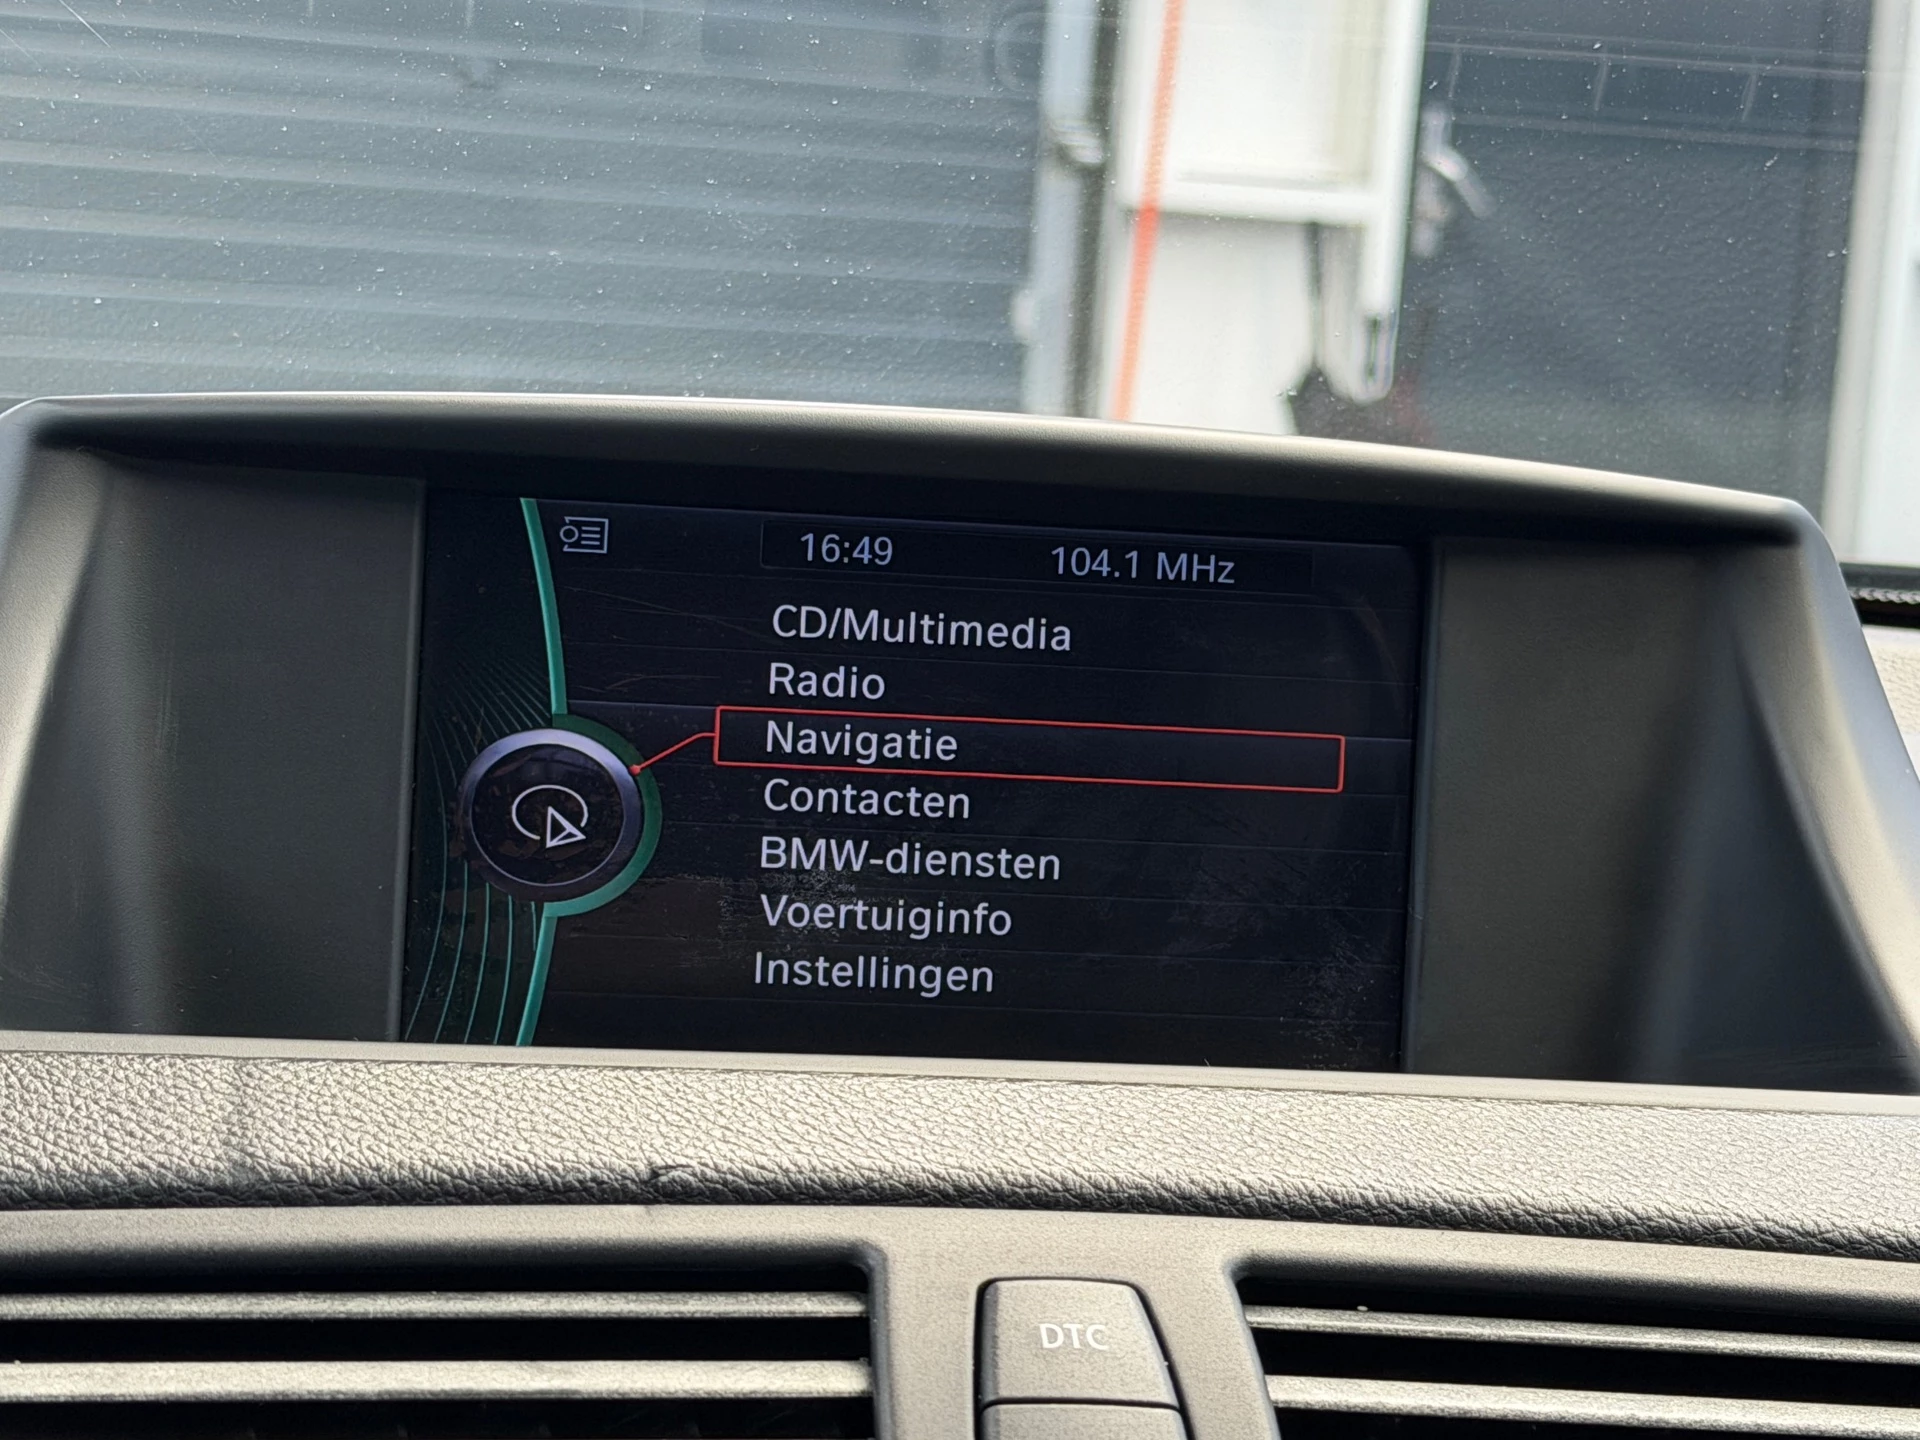 16:49 104.1 MHz
CD/Multimedia
Radio
Navigatie
Contacten
BMW-diensten
Voertuiginfo
Instellingen
DTC